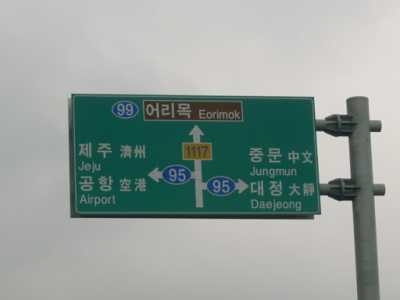 99 어리목 Eorimok
1117
제주 濟州
Jeju
공항 空港
Airport
95
95
중문 中文
Jungmun
대정 大靜
Daejeong